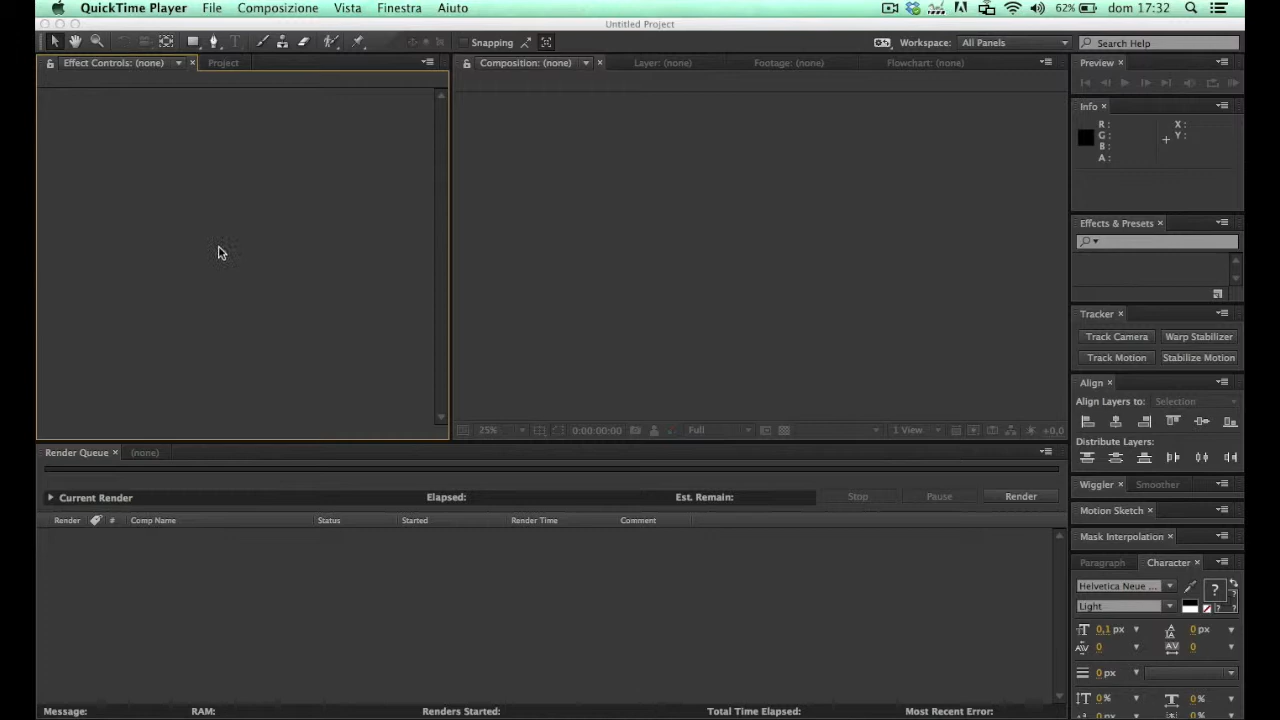 QuickTime Player File Composizione Vista Finestra Aiuto 62% dom 17:32
Untitled Project
Snapping Workspace: All Panels Search Help
Effect Controls: (none) Project Composition: (none) Layer: (none) Footage: (none) Flowchart: (none) Preview
Info
R: X:
G: Y:
B:
A:
Effects & Presets
Tracker
Track Camera Warp Stabilizer
Track Motion Stabilize Motion
Align
Align Layers to: Selection
25% 0:00:00:00 Full 1 View +0,0
Distribute Layers:
Render Queue (none)
Wiggler Smoother
Current Render Elapsed: Est. Remain: Stop Pause Render
Motion Sketch
Render # Comp Name Status Started Render Time Comment
Mask Interpolation
Paragraph Character
Helvetica Neue ...
Light
0,1 px 0 px
0 0
0 px
0 % 0 %
Message: RAM: Renders Started: Total Time Elapsed: Most Recent Error: